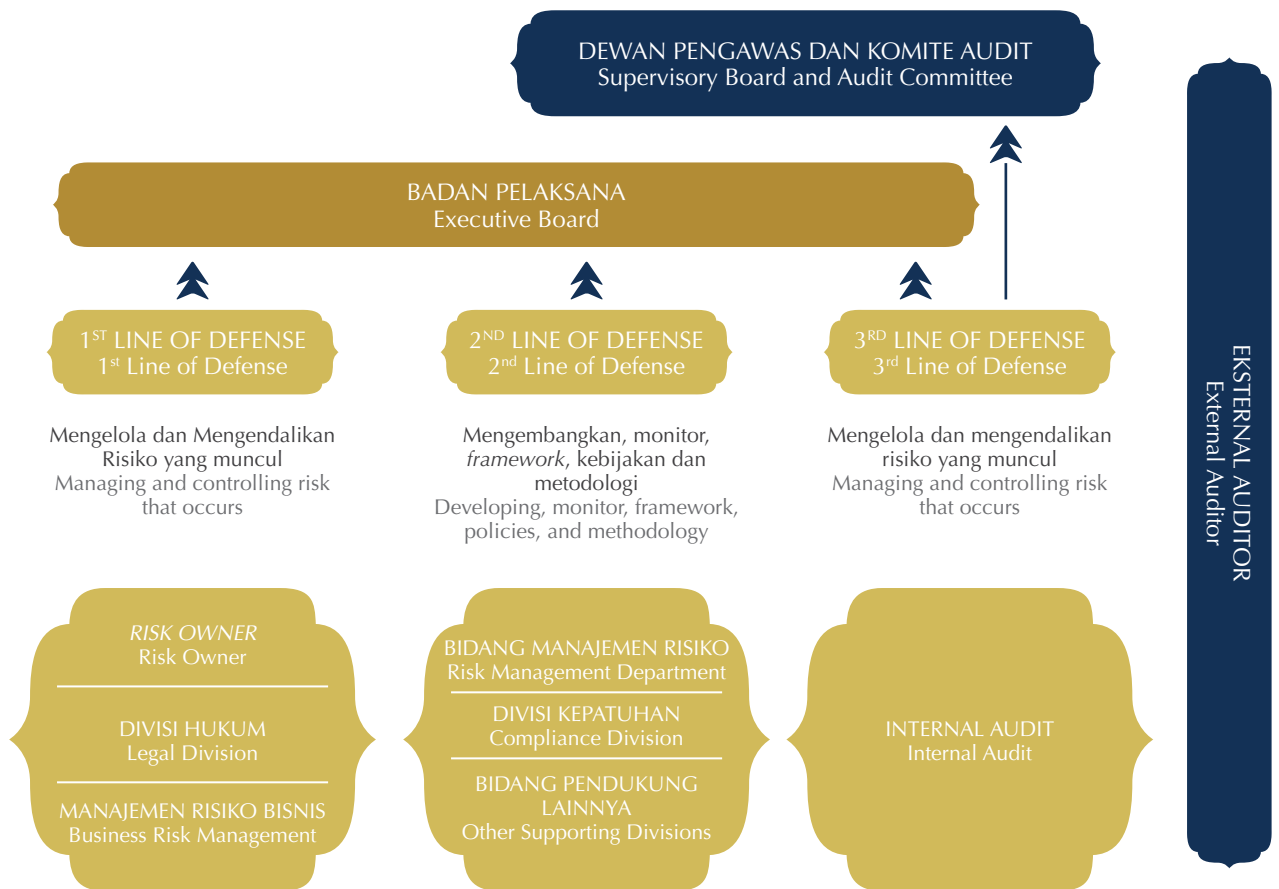 DEWAN PENGAWAS DAN KOMITE AUDIT
Supervisory Board and Audit Committee
BADAN PELAKSANA
Executive Board
1ST LINE OF DEFENSE
1st Line of Defense
Mengelola dan Mengendalikan
Risiko yang muncul
Managing and controlling risk
that occurs
RISK OWNER
Risk Owner
DIVISI HUKUM
Legal Division
MANAJEMEN RISIKO BISNIS
Business Risk Management
2ND LINE OF DEFENSE
2nd Line of Defense
Mengembangkan, monitor,
framework, kebijakan dan
metodologi
Developing, monitor, framework,
policies, and methodology
BIDANG MANAJEMEN RISIKO
Risk Management Department
DIVISI KEPATUHAN
Compliance Division
BIDANG PENDUKUNG
LAINNYA
Other Supporting Divisions
3RD LINE OF DEFENSE
3rd Line of Defense
Mengelola dan mengendalikan
risiko yang muncul
Managing and controlling risk
that occurs
INTERNAL AUDIT
Internal Audit
EKSTERNAL AUDITOR
External Auditor